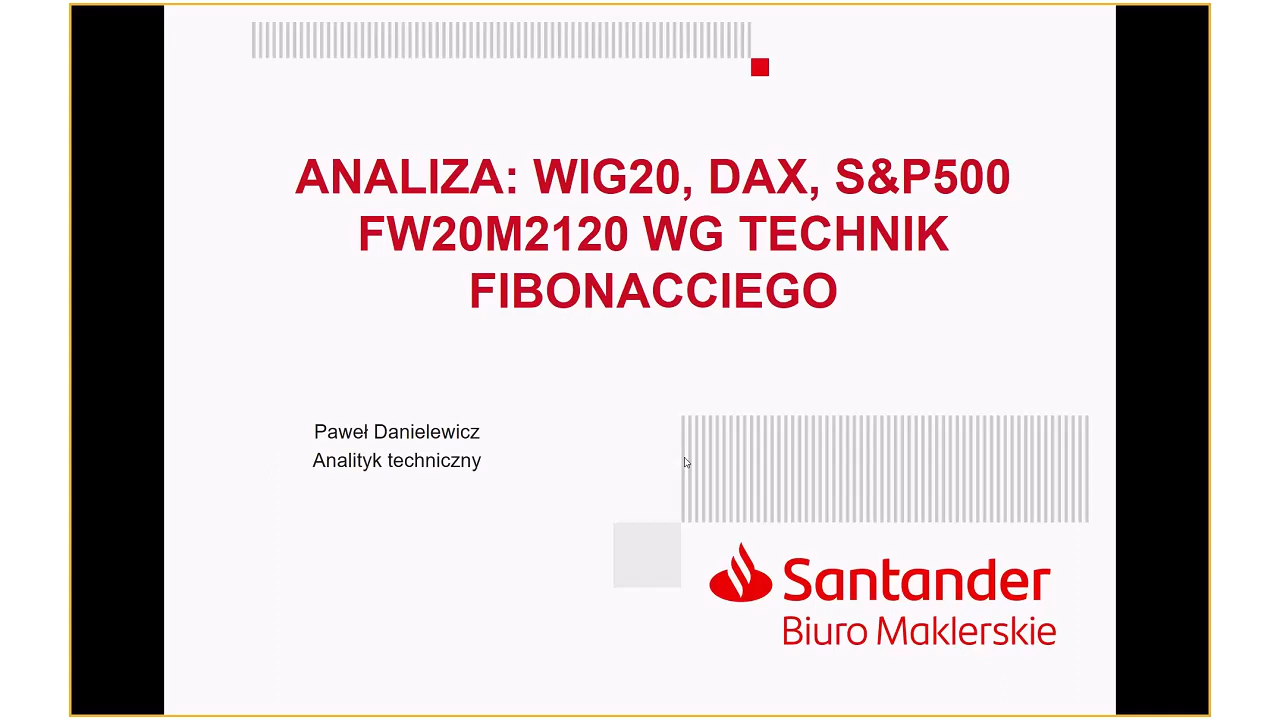 ANALIZA: WIG20, DAX, S&P500
FW20M2120 WG TECHNIK
FIBONACCIEGO
Paweł Danielewicz
Analityk techniczny
Santander
Biuro Maklerskie